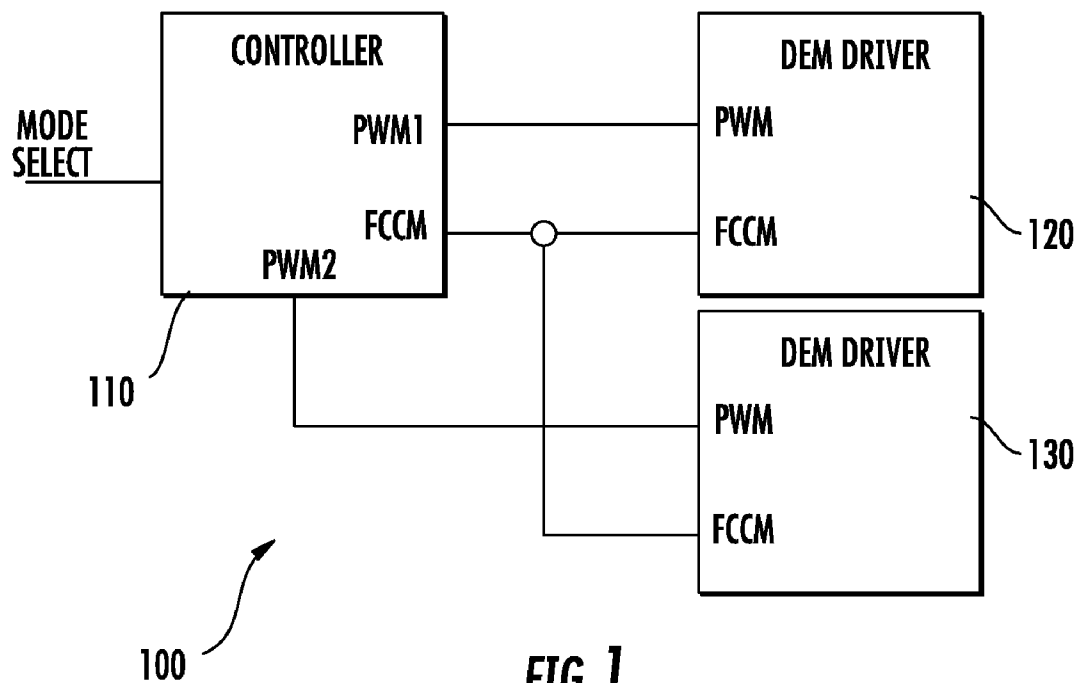 CONTROLLER
MODE
SELECT
PWM1
FCCM
PWM2
110
DEM DRIVER
PWM
FCCM
120
DEM DRIVER
PWM
FCCM
130
100
FIG. 1